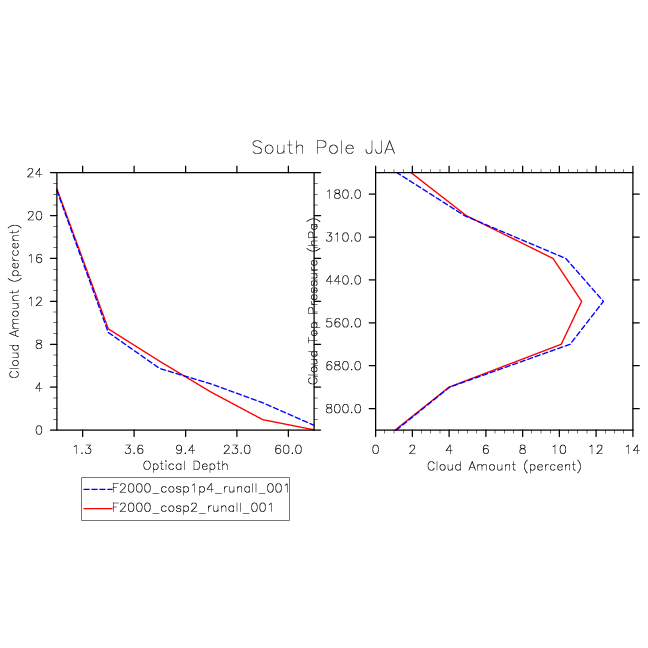 South Pole JJA
Cloud Amount (percent)
24
20
16
12
8
4
0
1.3 3.6 9.4 23.0 60.0
Optical Depth
Cloud Top Pressure (hPa)
180.0
310.0
440.0
560.0
680.0
800.0
0 2 4 6 8 10 12 14
Cloud Amount (percent)
F2000_cosp1p4_runall_001
F2000_cosp2_runall_001